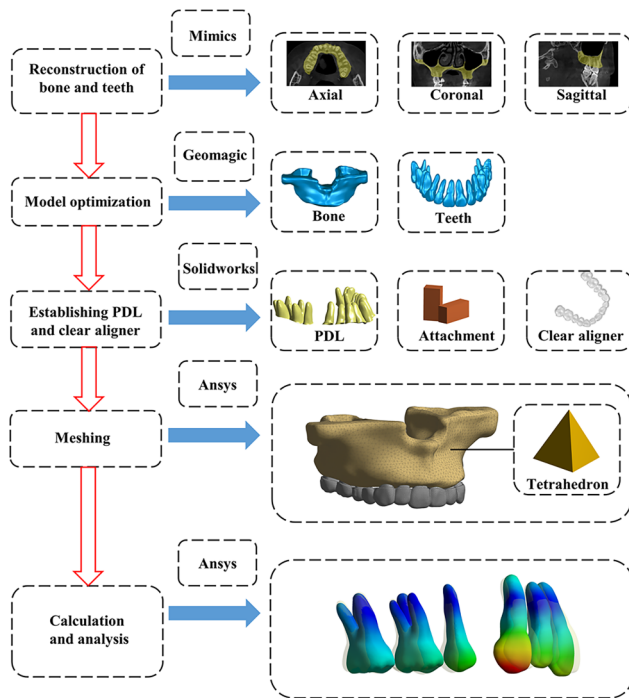 Mimics
Reconstruction of
bone and teeth
Axial
Coronal
Sagittal
Geomagic
Model optimization
Bone
Teeth
Solidworks
Establishing PDL
and clear aligner
PDL
Attachment
Clear aligner
Ansys
Meshing
Tetrahedron
Ansys
Calculation
and analysis